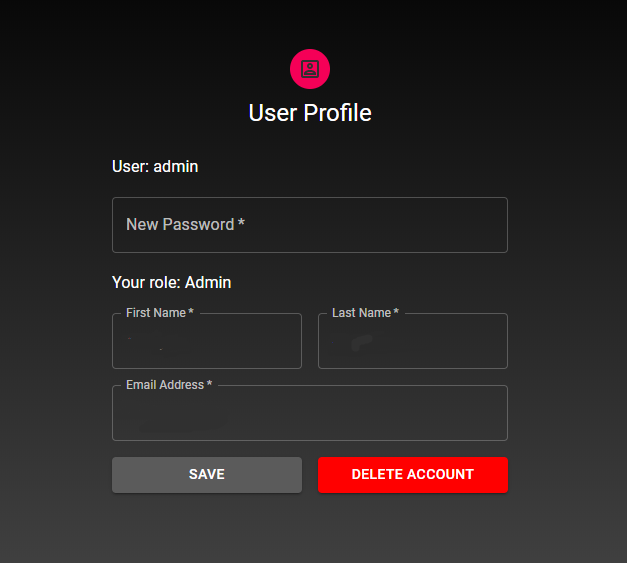 User Profile
User: admin
New Password *
Your role: Admin
First Name * Last Name *
Email Address *
SAVE DELETE ACCOUNT